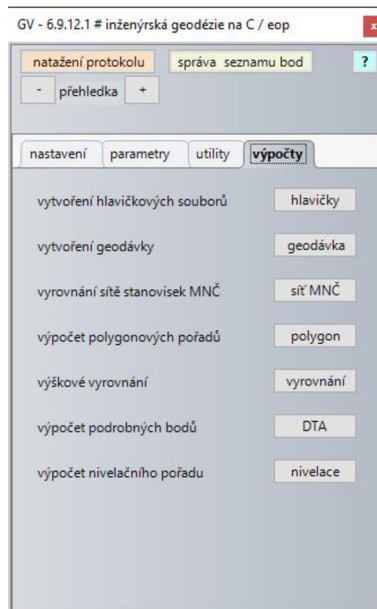 GV - 6.9.12.1 # inženýrská geodézie na C / eop x
natažení protokolu správa seznamu bod ?
- přehledka +
nastavení parametry utility výpočty
vytvoření hlavičkových souborů hlavičky
vytvoření geodávky geodávka
vyrovnání sítě stanovisek MNČ síť MNČ
výpočet polygonových pořadů polygon
výškové vyrovnání vyrovnání
výpočet podrobných bodů DTA
výpočet nivelačního pořadu nivelace